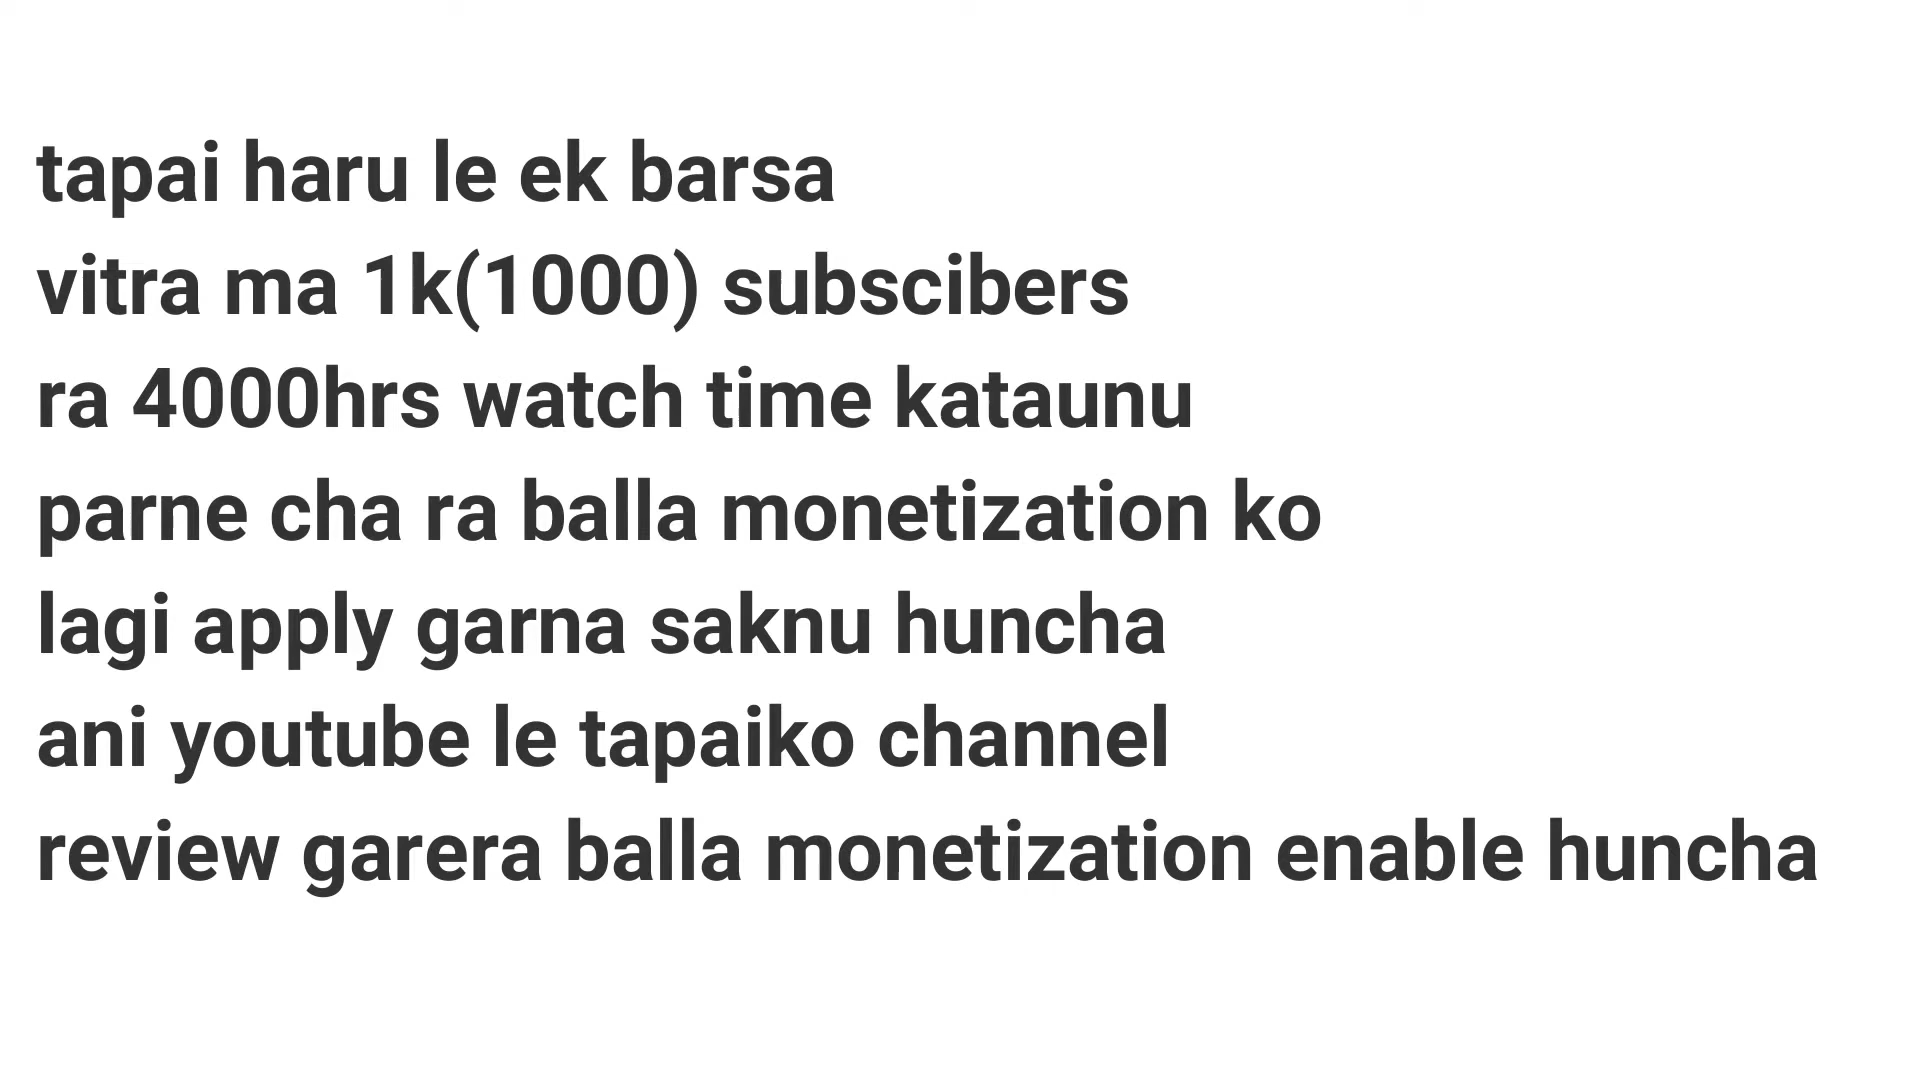 tapai haru le ek barsa
vitra ma 1k(1000) subscibers
ra 4000hrs watch time kataunu
parne cha ra balla monetization ko
lagi apply garna saknu huncha
ani youtube le tapaiko channel
review garera balla monetization enable huncha